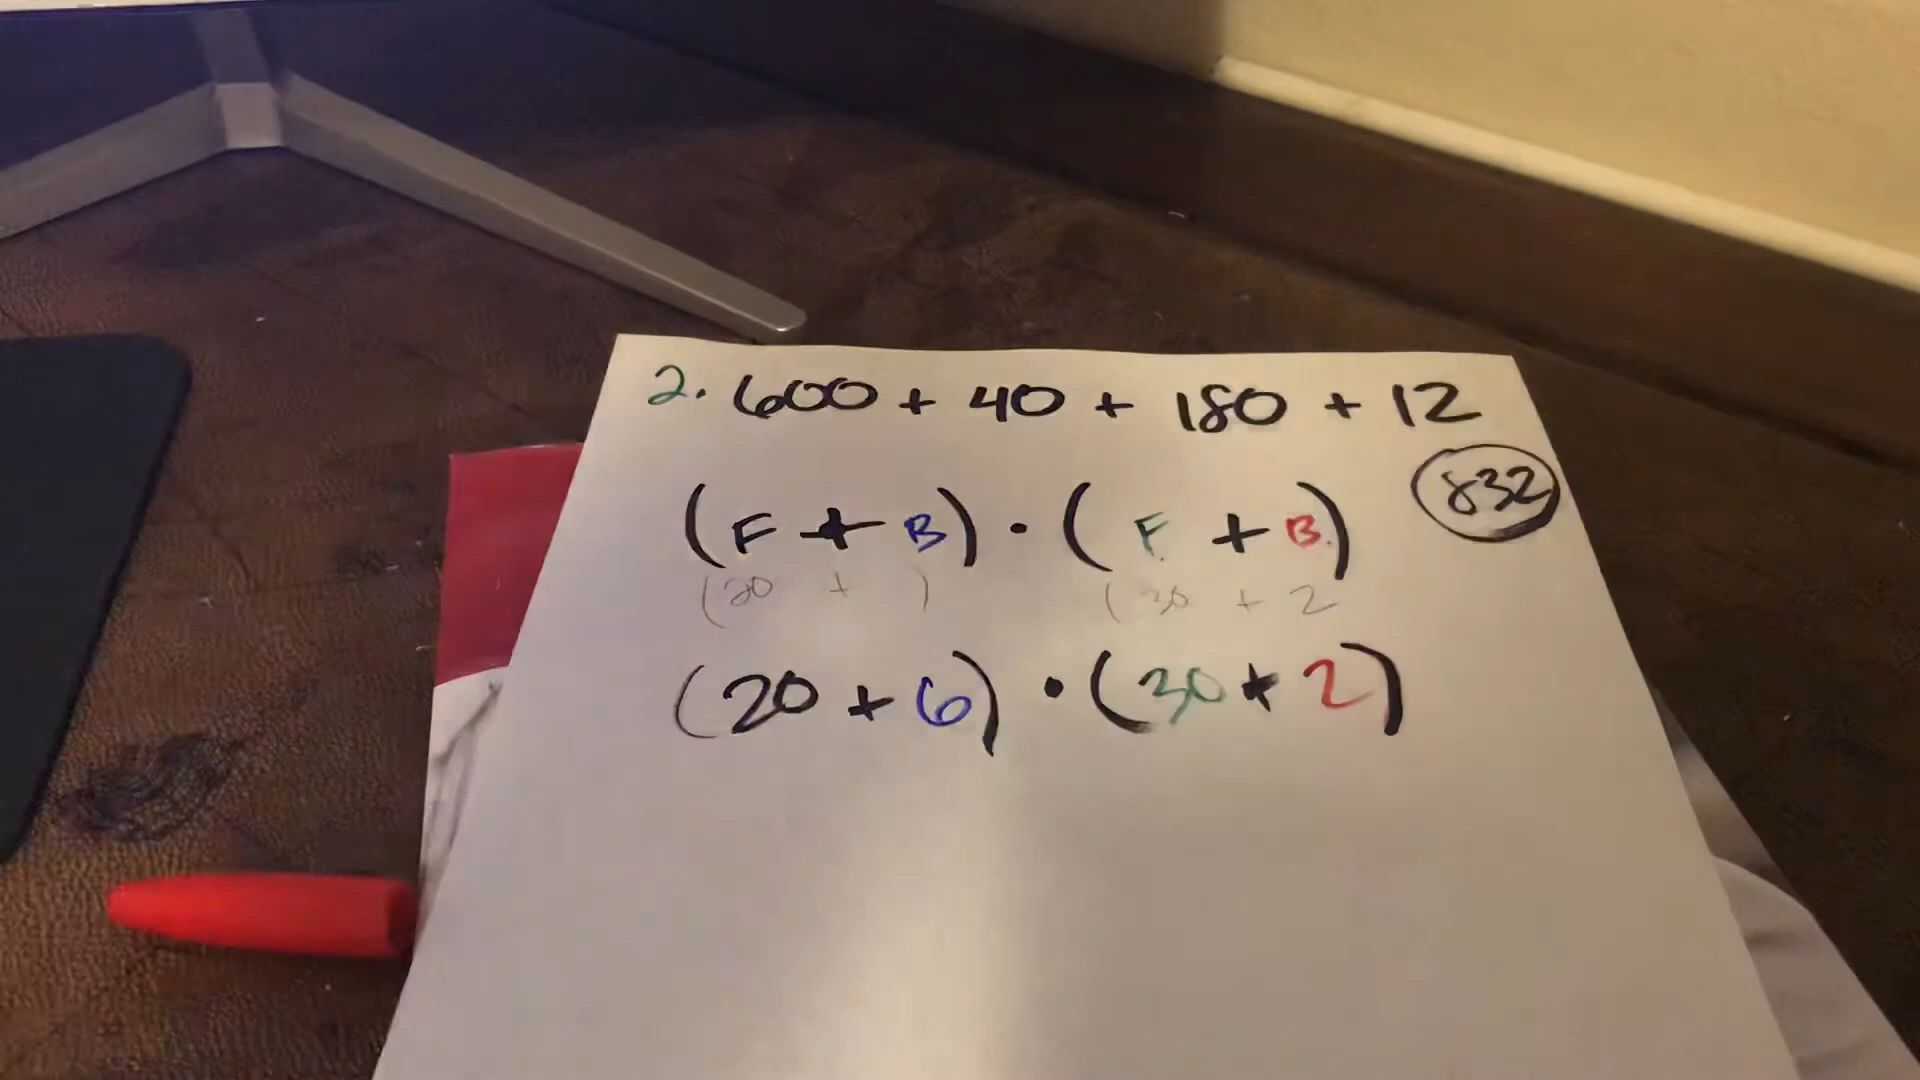 2. 600 + 40 + 180 + 12
832
(F + B) · (F. + B.)
(20 + ) (30 + 2
(20 + 6) · (30 + 2)